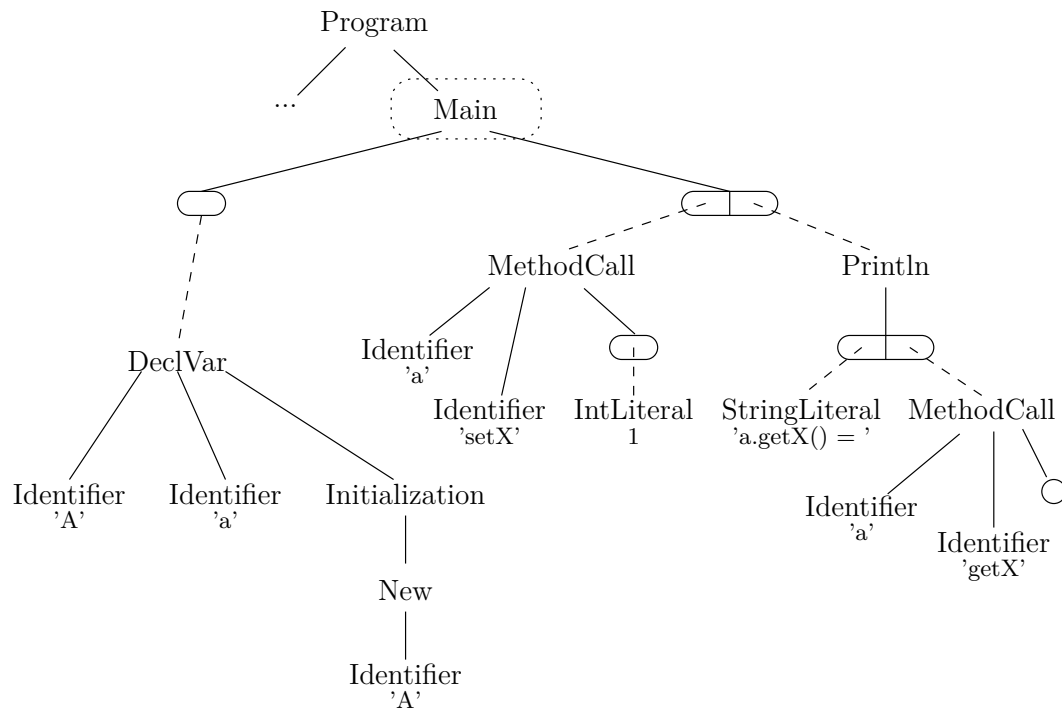 Program
...
Main
MethodCall
Println
DeclVar
Identifier
'a'
Identifier
'setX'
IntLiteral
1
StringLiteral
'a.getX() = '
MethodCall
Identifier
'A'
Identifier
'a'
Initialization
Identifier
'a'
Identifier
'getX'
New
Identifier
'A'